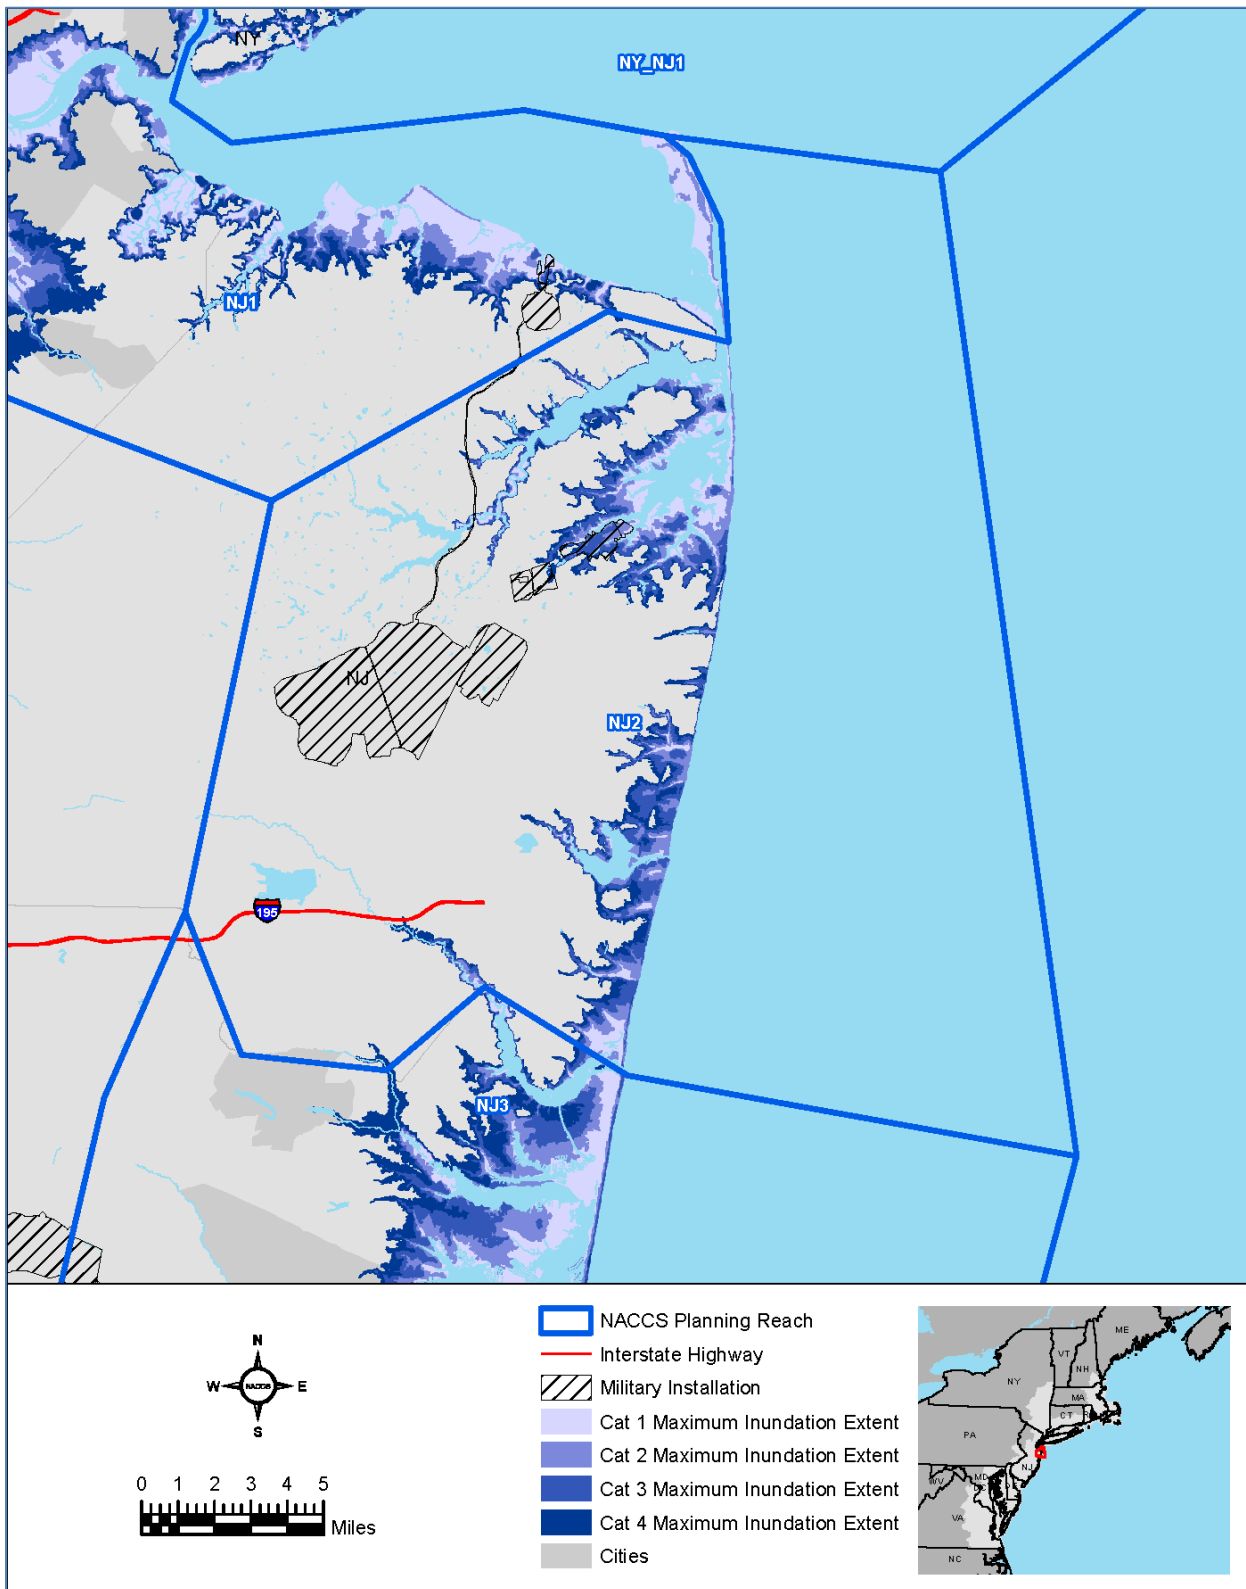 NY
NY_NJ1
NJ1
NJ
NJ2
195
NJ3
N
W NACCS E
S
0 1 2 3 4 5
Miles
NACCS Planning Reach
Interstate Highway
Military Installation
Cat 1 Maximum Inundation Extent
Cat 2 Maximum Inundation Extent
Cat 3 Maximum Inundation Extent
Cat 4 Maximum Inundation Extent
Cities
ME
VT
NH
NY
MA
CT
PA
NJ
MD
WV
VA
NC